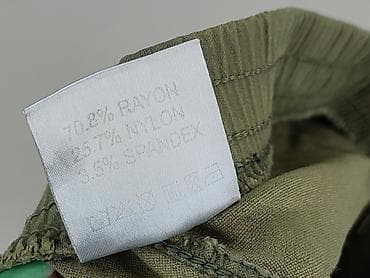 70.8% RAYON
25.7% NYLON
3.5% SPANDEX